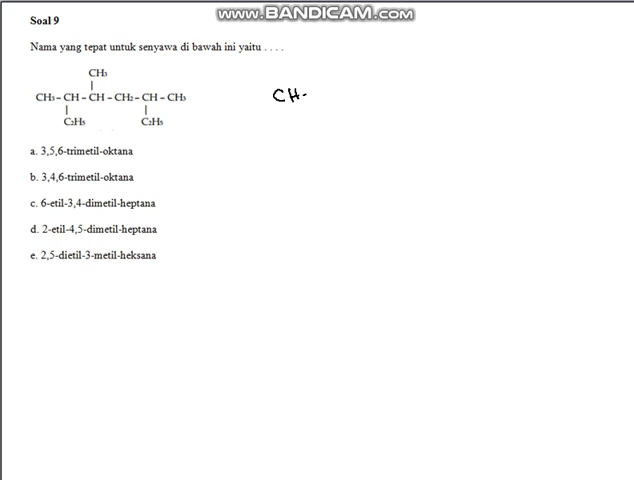 www.BANDICAM.com
Soal 9
Nama yang tepat untuk senyawa di bawah ini yaitu . . . .
CH₃
|
CH₃ – CH – CH – CH₂ – CH – CH₃
| |
C₂H₅ C₂H₅
CH-
a. 3,5,6-trimetil-oktana
b. 3,4,6-trimetil-oktana
c. 6-etil-3,4-dimetil-heptana
d. 2-etil-4,5-dimetil-heptana
e. 2,5-dietil-3-metil-heksana